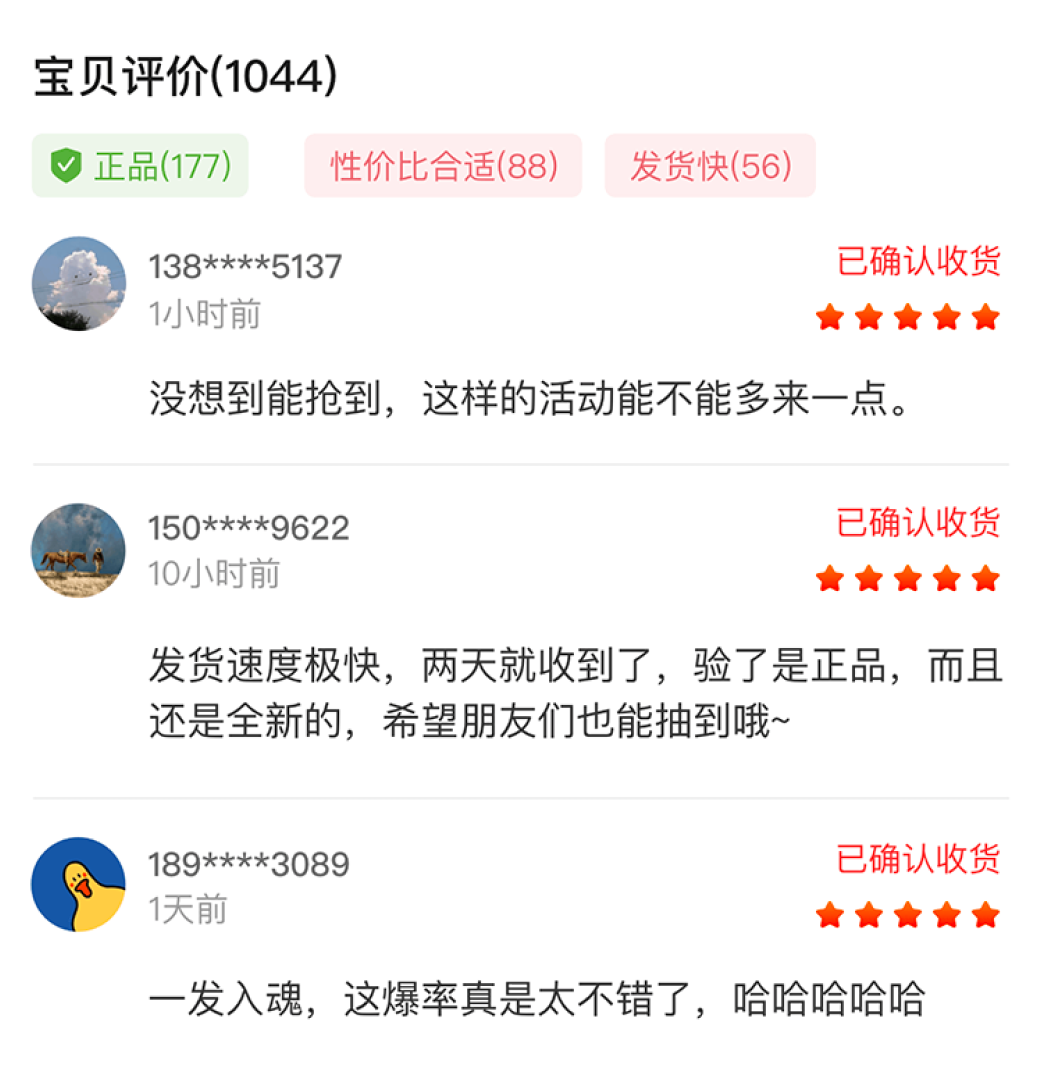 宝贝评价(1044)
正品(177)
性价比合适(88)
发货快(56)
138****5137
已确认收货
1小时前
没想到能抢到，这样的活动能不能多来一点。
150****9622
已确认收货
10小时前
发货速度极快，两天就收到了，验了是正品，而且
还是全新的，希望朋友们也能抽到哦~
189****3089
已确认收货
1天前
一发入魂，这爆率真是太不错了，哈哈哈哈哈